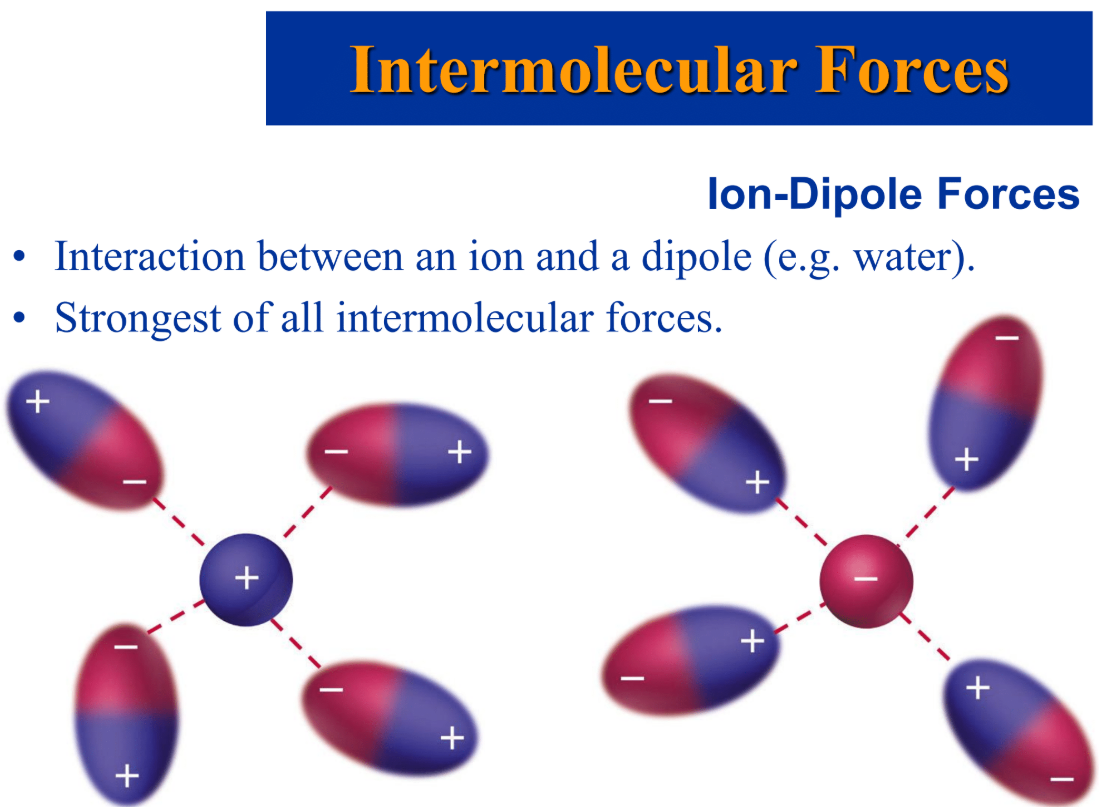 Intermolecular Forces
Ion-Dipole Forces
• Interaction between an ion and a dipole (e.g. water).
• Strongest of all intermolecular forces.
+ −
− +
+
− +
− +
− +
− +
−
− +
+ −